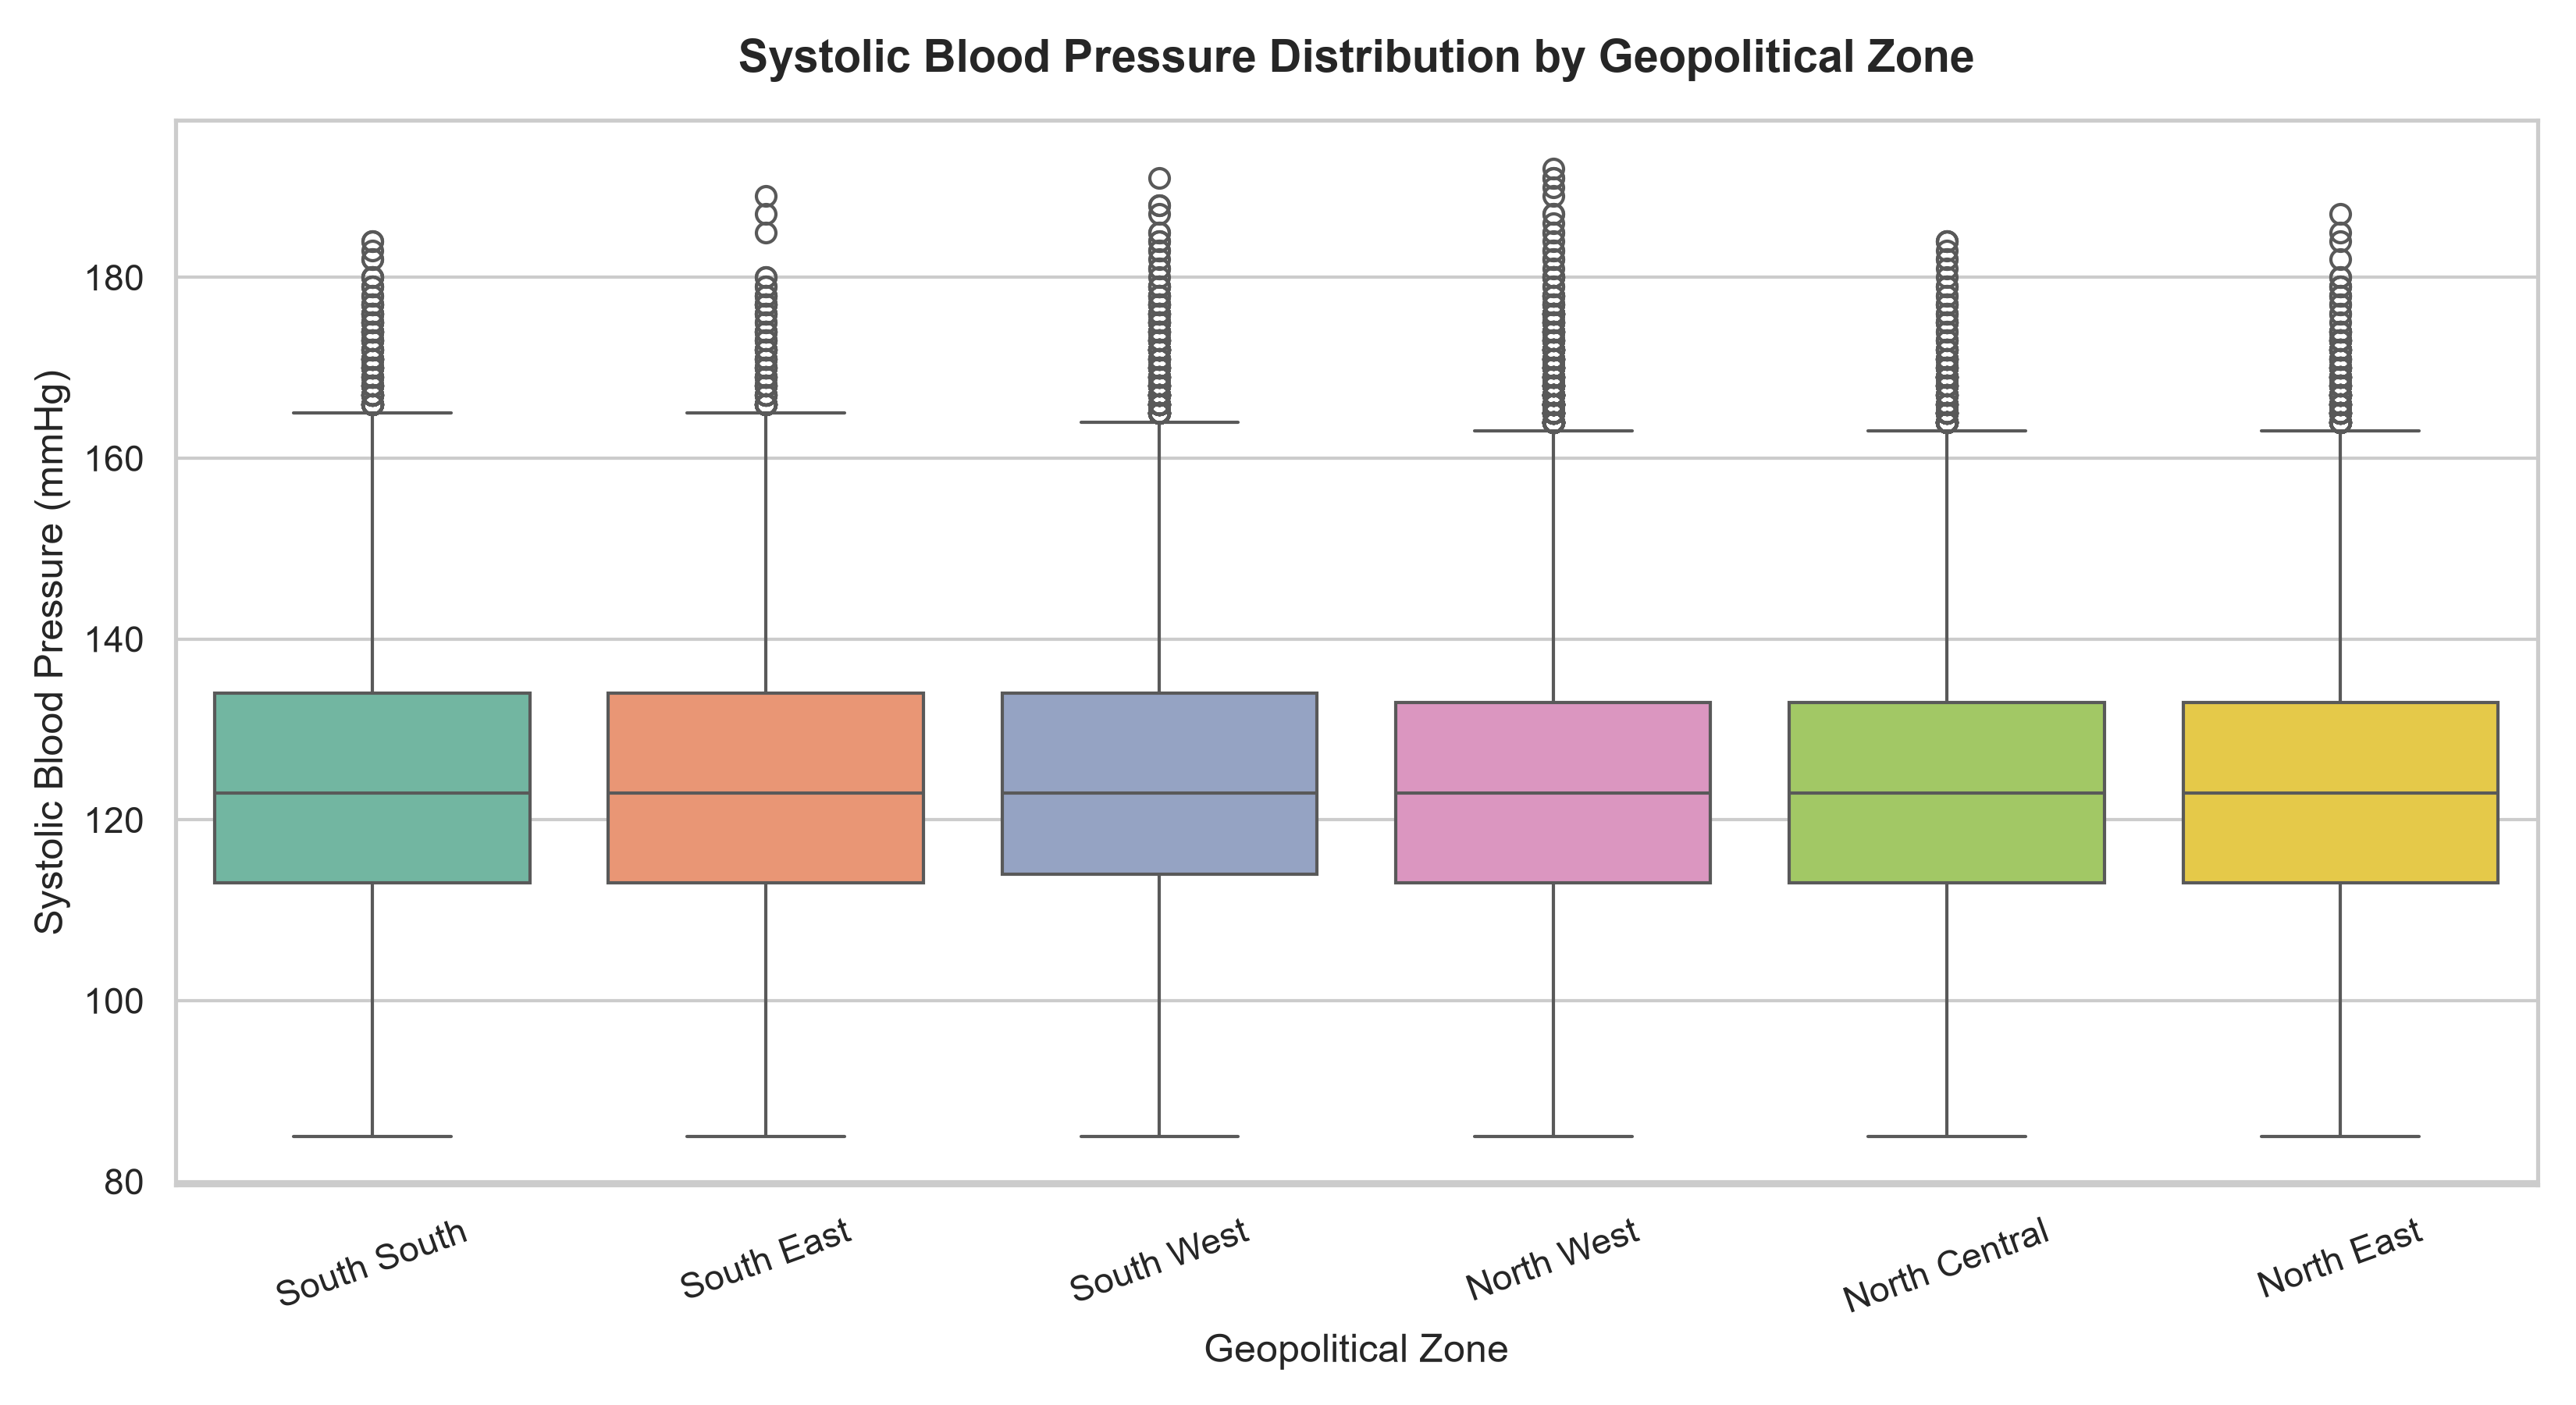 Systolic Blood Pressure Distribution by Geopolitical Zone
Systolic Blood Pressure (mmHg)
180
160
140
120
100
80
South South
South East
South West
North West
North Central
North East
Geopolitical Zone